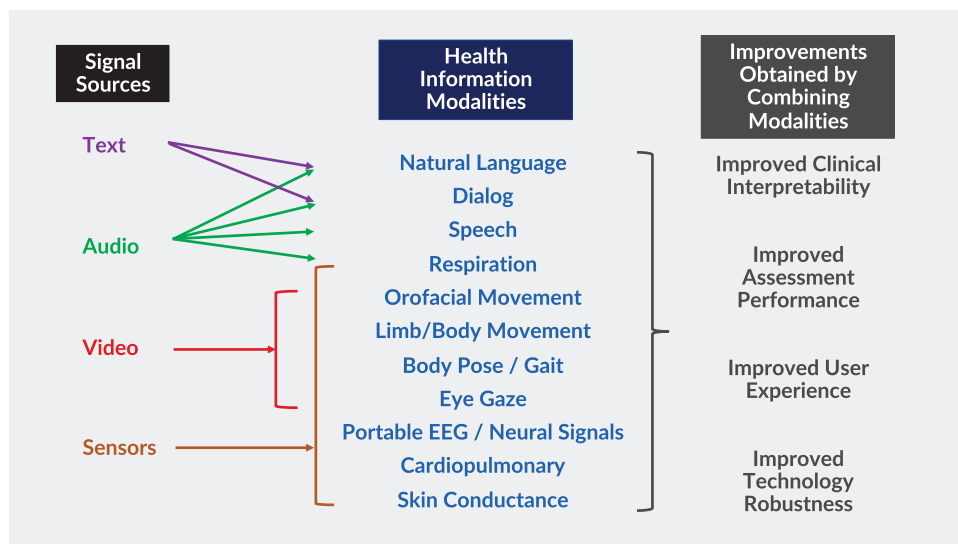 Signal
Sources
Text
Audio
Video
Sensors
Health
Information
Modalities
Natural Language
Dialog
Speech
Respiration
Orofacial Movement
Limb/Body Movement
Body Pose / Gait
Eye Gaze
Portable EEG / Neural Signals
Cardiopulmonary
Skin Conductance
Improvements
Obtained by
Combining
Modalities
Improved Clinical
Interpretability
Improved
Assessment
Performance
Improved User
Experience
Improved
Technology
Robustness